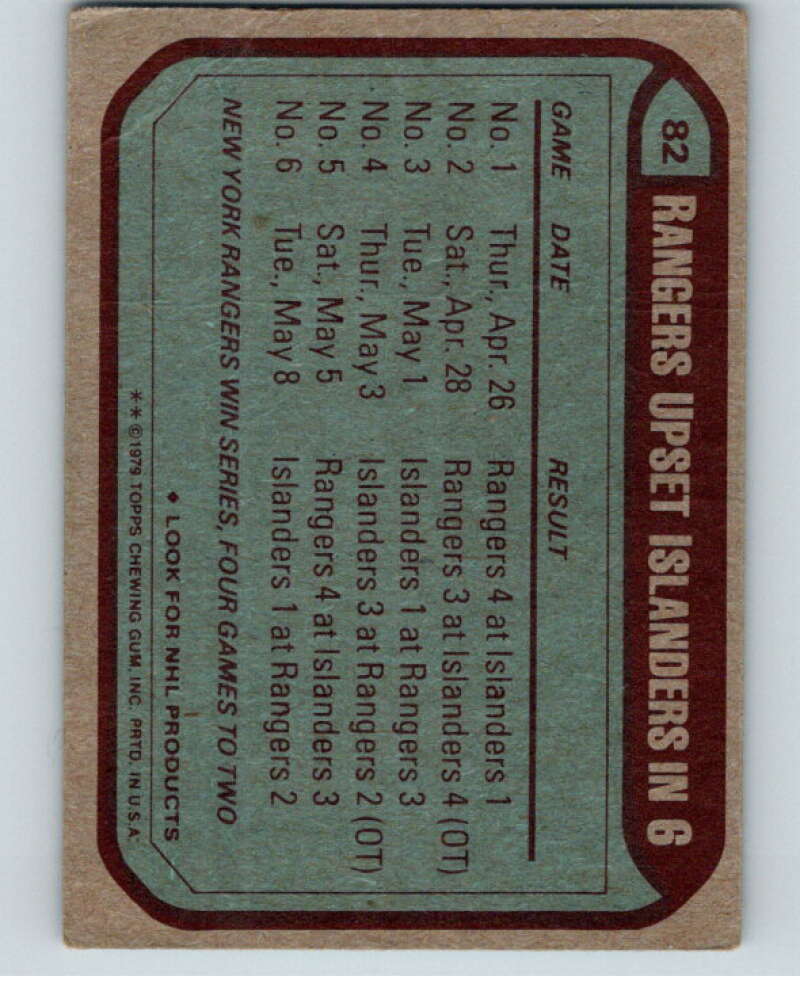 82 RANGERS UPSET ISLANDERS IN 6
GAME DATE RESULT
No. 1 Thur., Apr. 26 Rangers 4 at Islanders 1
No. 2 Sat., Apr. 28 Rangers 3 at Islanders 4 (OT)
No. 3 Tue., May 1 Islanders 1 at Rangers 3
No. 4 Thur., May 3 Islanders 3 at Rangers 2 (OT)
No. 5 Sat., May 5 Rangers 4 at Islanders 3
No. 6 Tue., May 8 Islanders 1 at Rangers 2
NEW YORK RANGERS WIN SERIES, FOUR GAMES TO TWO
♦ LOOK FOR NHL PRODUCTS
** © 1979 TOPPS CHEWING GUM, INC. PRTD. IN U.S.A.